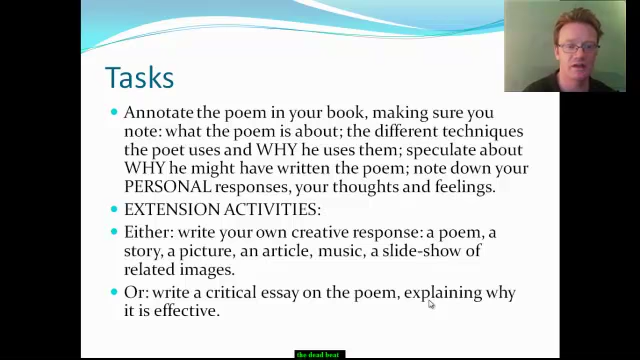 Tasks
Annotate the poem in your book, making sure you
note: what the poem is about; the different techniques
the poet uses and WHY he uses them; speculate about
WHY he might have written the poem; note down your
PERSONAL responses, your thoughts and feelings.
EXTENSION ACTIVITIES:
Either: write your own creative response: a poem, a
story, a picture, an article, music, a slide-show of
related images.
Or: write a critical essay on the poem, explaining why
it is effective.
the dead beat